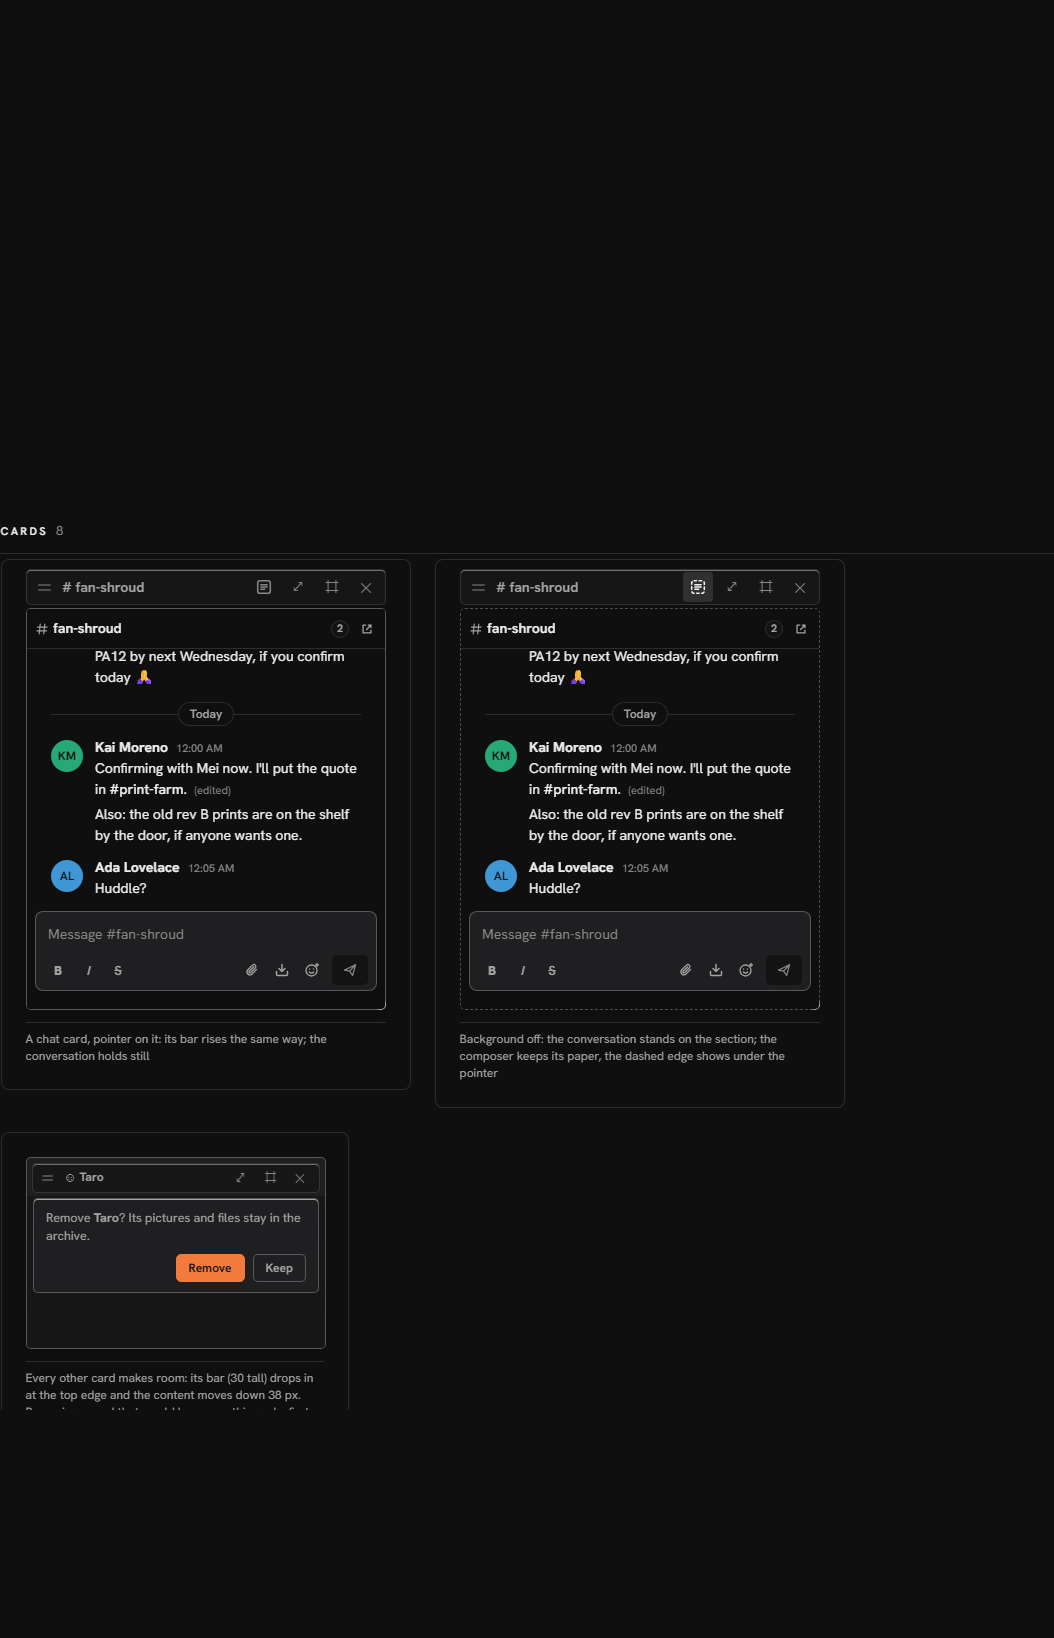 CARDS 8
# fan-shroud
# fan-shroud 2
PA12 by next Wednesday, if you confirm
today 🙏
Today
KM Kai Moreno 12:00 AM
Confirming with Mei now. I'll put the quote
in #print-farm. (edited)
Also: the old rev B prints are on the shelf
by the door, if anyone wants one.
AL Ada Lovelace 12:05 AM
Huddle?
Message #fan-shroud
B I S
A chat card, pointer on it: its bar rises the same way; the
conversation holds still
# fan-shroud
# fan-shroud 2
PA12 by next Wednesday, if you confirm
today 🙏
Today
KM Kai Moreno 12:00 AM
Confirming with Mei now. I'll put the quote
in #print-farm. (edited)
Also: the old rev B prints are on the shelf
by the door, if anyone wants one.
AL Ada Lovelace 12:05 AM
Huddle?
Message #fan-shroud
B I S
Background off: the conversation stands on the section; the
composer keeps its paper, the dashed edge shows under the
pointer
☺ Taro
Remove Taro? Its pictures and files stay in the
archive.
Remove Keep
Every other card makes room: its bar (30 tall) drops in
at the top edge and the content moves down 38 px.